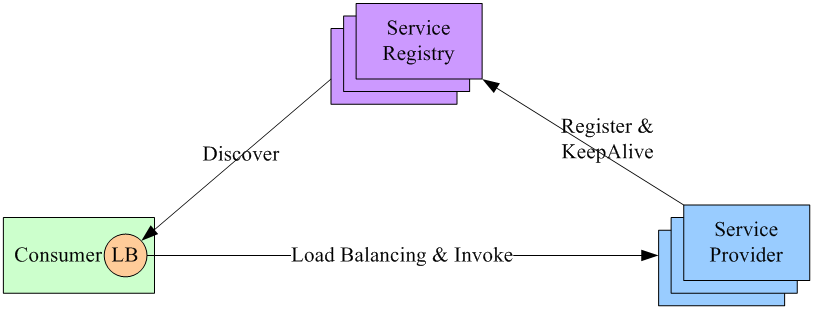 Service
Registry
Register &
KeepAlive
Discover
Consumer
LB
Load Balancing & Invoke
Service
Provider